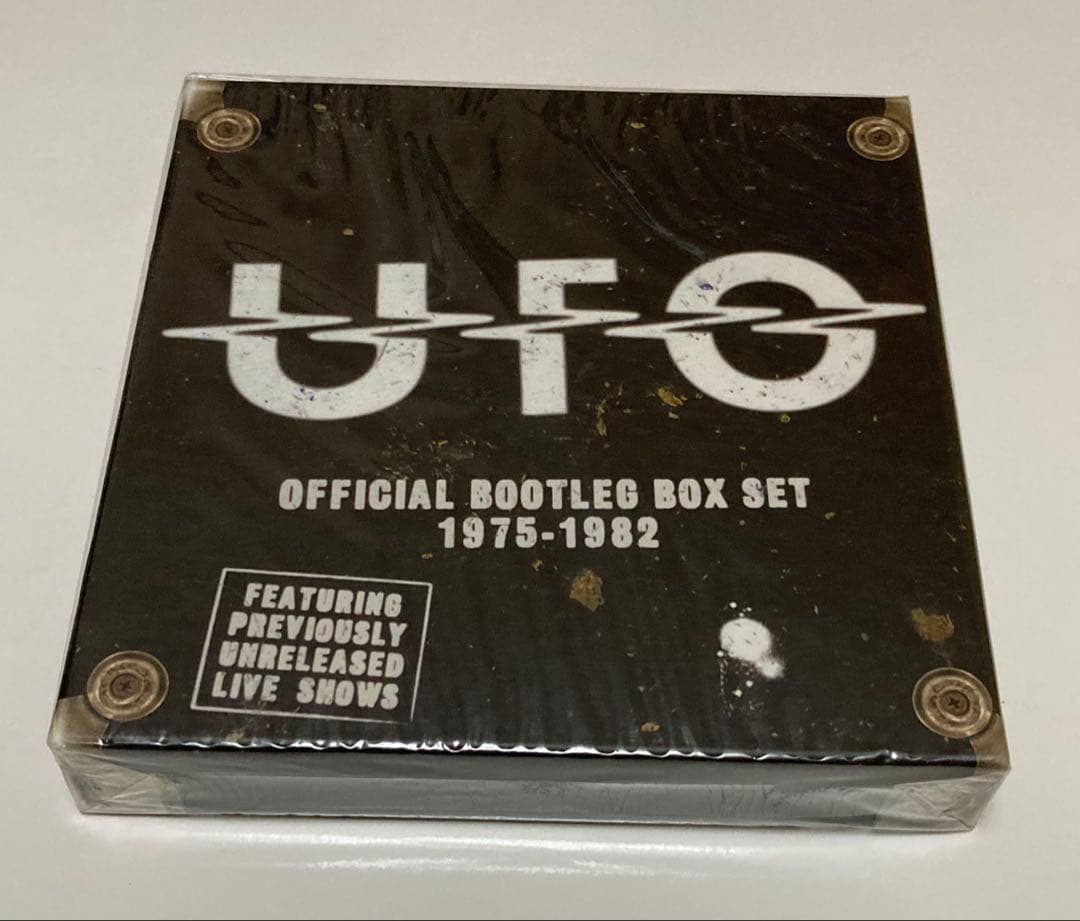 UFO
OFFICIAL BOOTLEG BOX SET
1975-1982
FEATURING
PREVIOUSLY
UNRELEASED
LIVE SHOWS